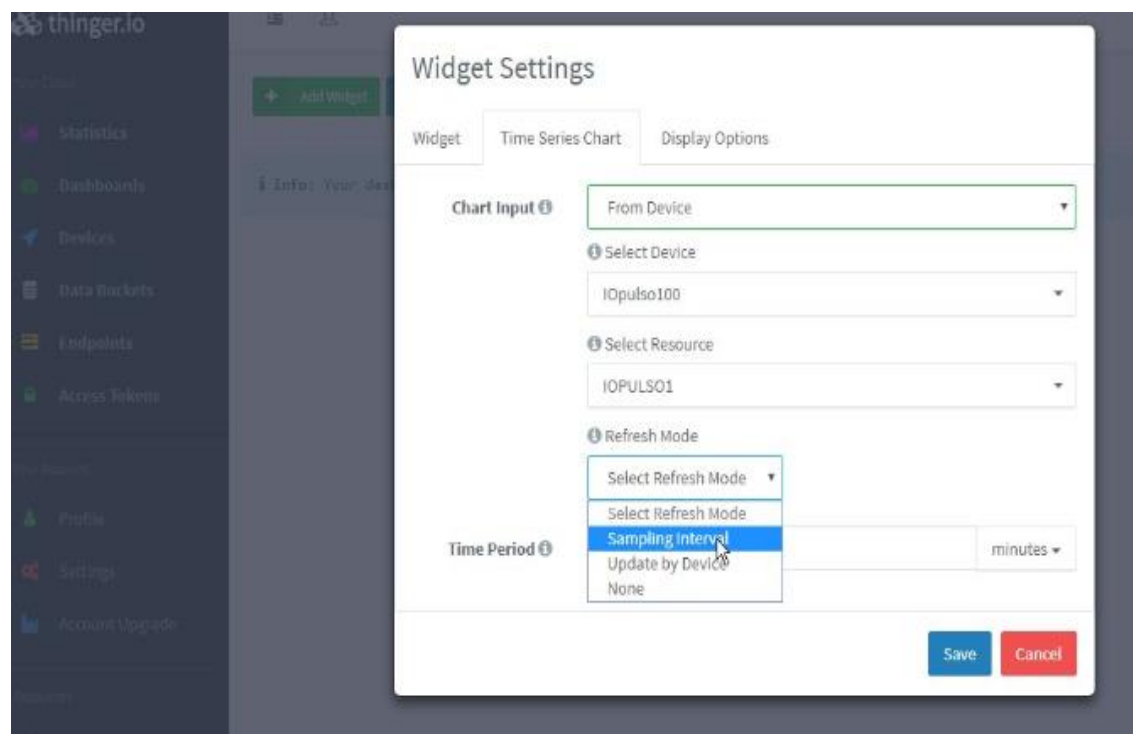 thinger.io
Statistics
Dashboards
Devices
Data Buckets
Endpoints
Access Tokens
Profile
Settings
Account Upgrade
+ Add Widget
Info: Your
Widget Settings
Widget
Time Series Chart
Display Options
Chart Input
From Device
Select Device
IOpulso100
Select Resource
IOPULSO1
Refresh Mode
Select Refresh Mode
Select Refresh Mode
Sampling Interval
Update by Device
None
Time Period
minutes
Save
Cancel